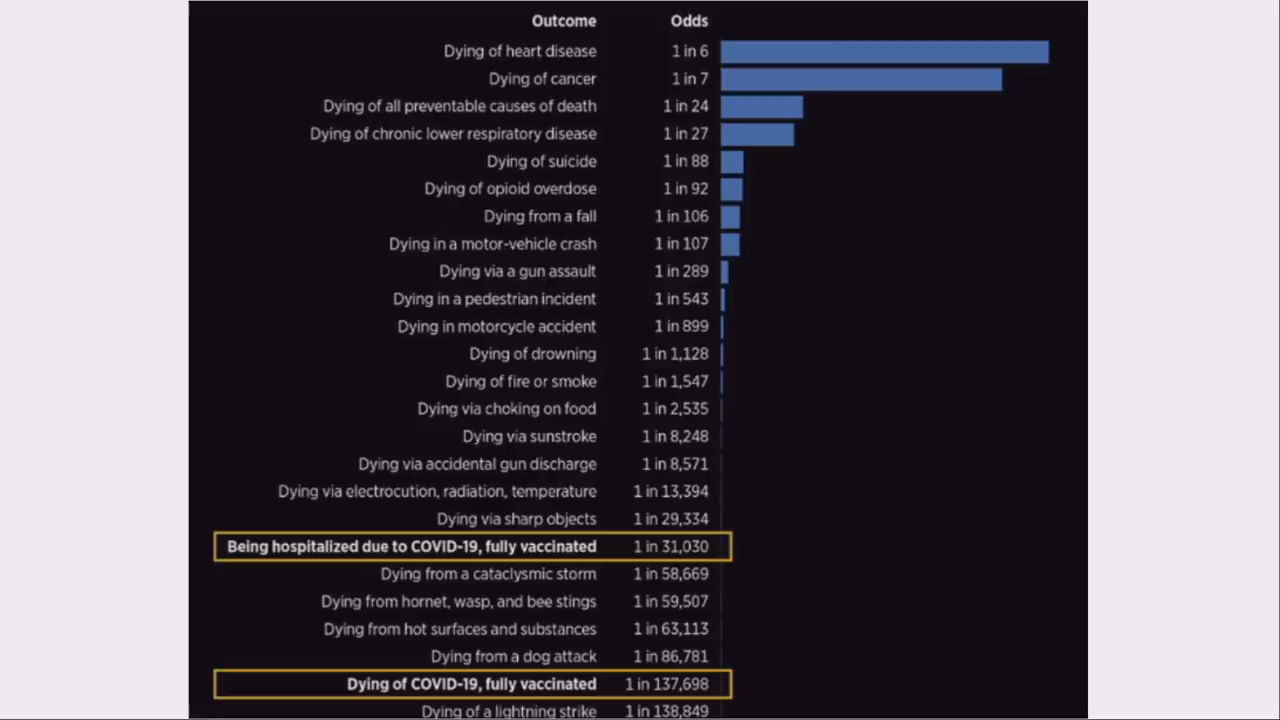 Outcome Odds
Dying of heart disease 1 in 6
Dying of cancer 1 in 7
Dying of all preventable causes of death 1 in 24
Dying of chronic lower respiratory disease 1 in 27
Dying of suicide 1 in 88
Dying of opioid overdose 1 in 92
Dying from a fall 1 in 106
Dying in a motor-vehicle crash 1 in 107
Dying via a gun assault 1 in 289
Dying in a pedestrian incident 1 in 543
Dying in motorcycle accident 1 in 899
Dying of drowning 1 in 1,128
Dying of fire or smoke 1 in 1,547
Dying via choking on food 1 in 2,535
Dying via sunstroke 1 in 8,248
Dying via accidental gun discharge 1 in 8,571
Dying via electrocution, radiation, temperature 1 in 13,394
Dying via sharp objects 1 in 29,334
Being hospitalized due to COVID-19, fully vaccinated 1 in 31,030
Dying from a cataclysmic storm 1 in 58,669
Dying from hornet, wasp, and bee stings 1 in 59,507
Dying from hot surfaces and substances 1 in 63,113
Dying from a dog attack 1 in 86,781
Dying of COVID-19, fully vaccinated 1 in 137,698
Dying of a lightning strike 1 in 138,849